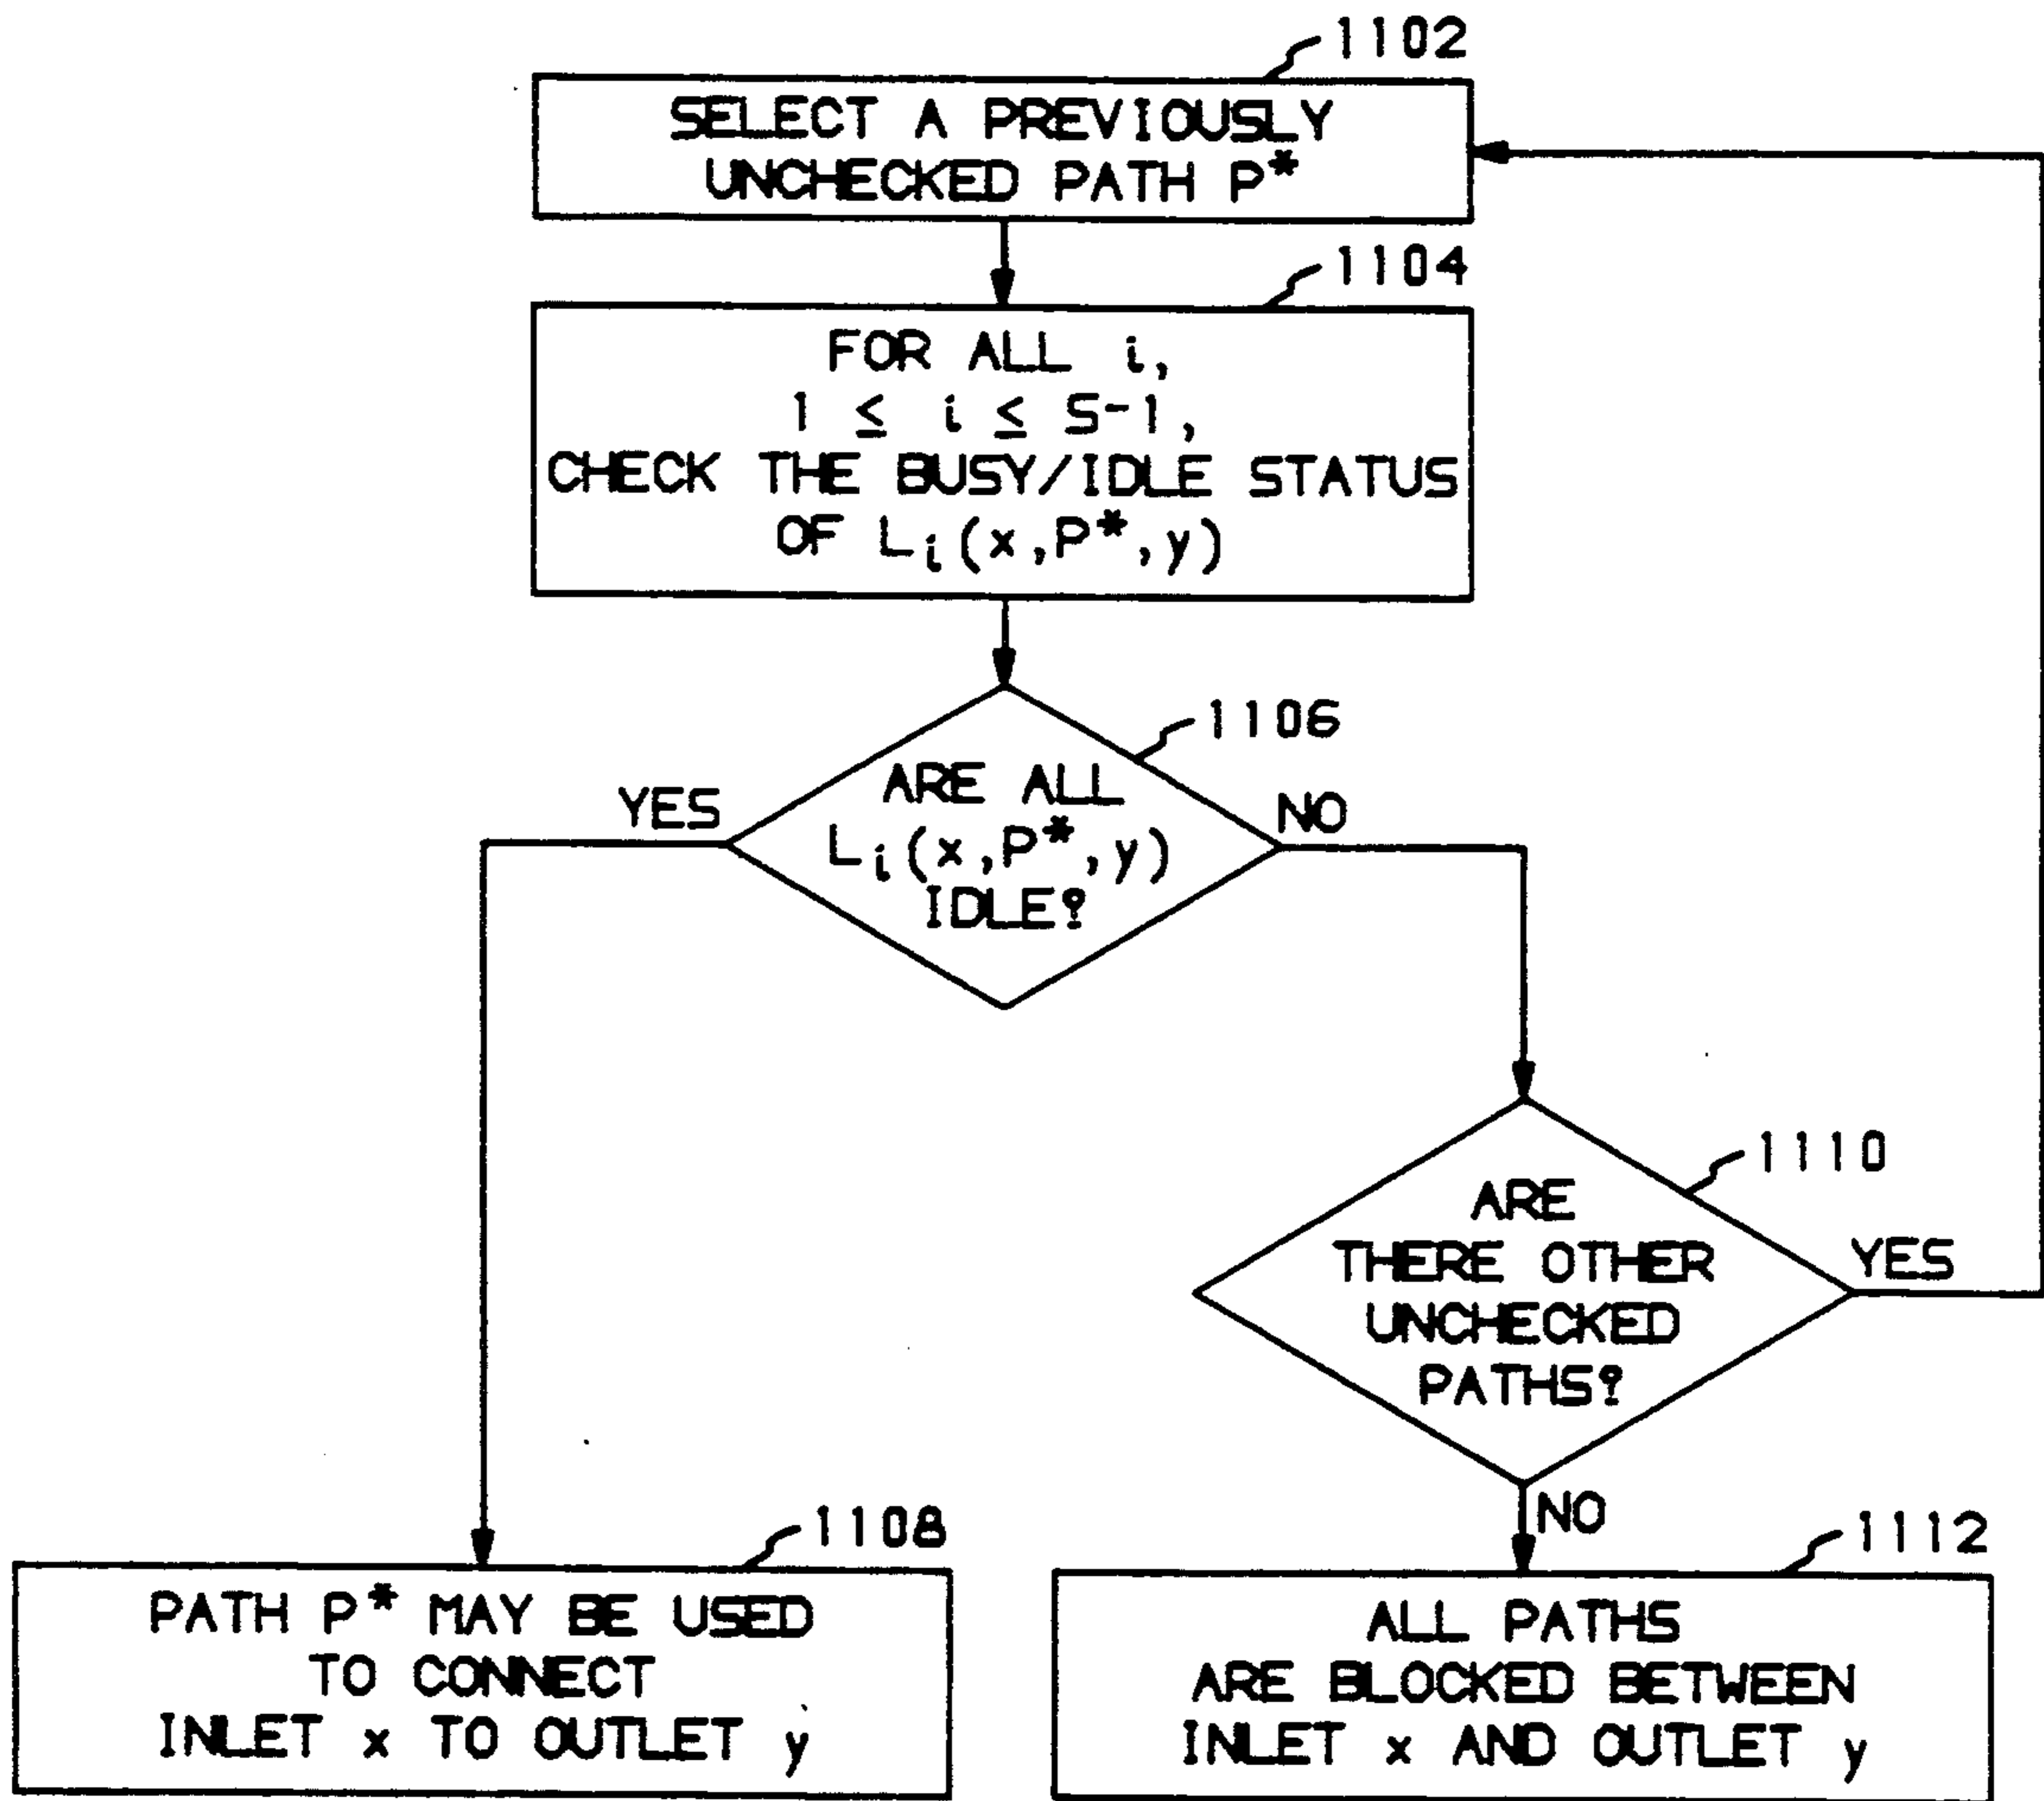 1102
SELECT A PREVIOUSLY
UNCHECKED PATH P*
1104
FOR ALL i,
1 ≤ i ≤ S-1,
CHECK THE BUSY/IDLE STATUS
OF Li(x,P*,y)
1106
YES
ARE ALL
Li(x,P*,y)
IDLE?
NO
1110
ARE
THERE OTHER
UNCHECKED
PATHS?
YES
NO
1108
PATH P* MAY BE USED
TO CONNECT
INLET x TO OUTLET y
1112
ALL PATHS
ARE BLOCKED BETWEEN
INLET x AND OUTLET y